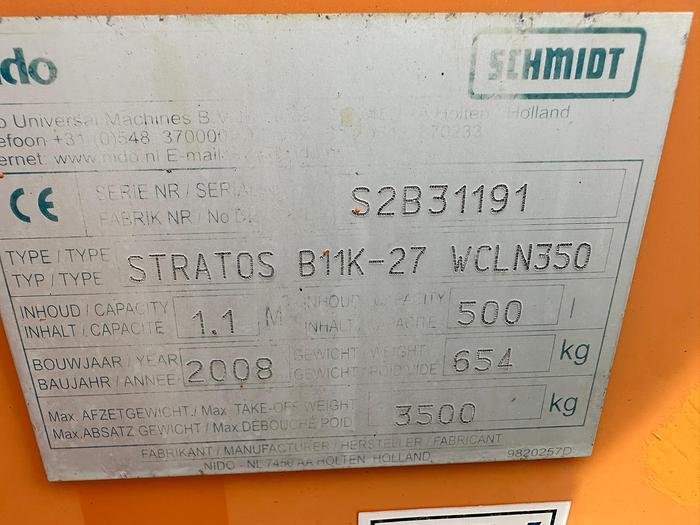 ido
SCHMIDT
o Universal Machines B.V. Holten Holland
efoon +31 (0)548 370000 370233
ernet: www.nido.nl E-mail
CE
SERIE NR / SERIAL
FABRIK NR / No
S2B31191
TYPE / TYPE
TYP / TYPE
STRATOS B11K-27 WCLN350
INHOUD / CAPACITY
INHALT / CAPACITE
1.1 M
INHOUD / CAPACITY
INHALT / CAPACITE
500 l
BOUWJAAR / YEAR
BAUJAHR / ANNEE
2008
GEWICHT / WEIGHT
GEWICHT / POID VIDE
654 kg
Max. AFZETGEWICHT./ Max. TAKE-OFF WEIGHT
Max. ABSATZ GEWICHT / Max. DEBOUCHÉ POID
3500 kg
FABRIKANT / MANUFACTURER / HERSTELLER / FABRICANT
NIDO - NL 7450 AA HOLTEN, HOLLAND
9820257D